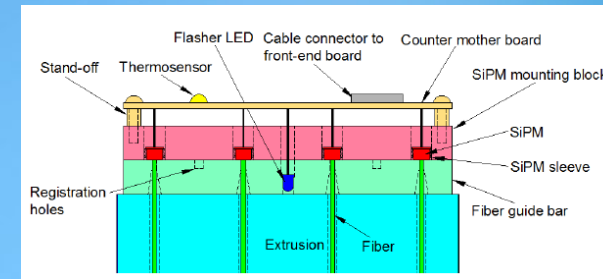 Flasher LED
Cable connector to
front-end board
Counter mother board
Stand-off
Thermosensor
SiPM mounting block
SiPM
SiPM sleeve
Registration
holes
Fiber guide bar
Extrusion
Fiber